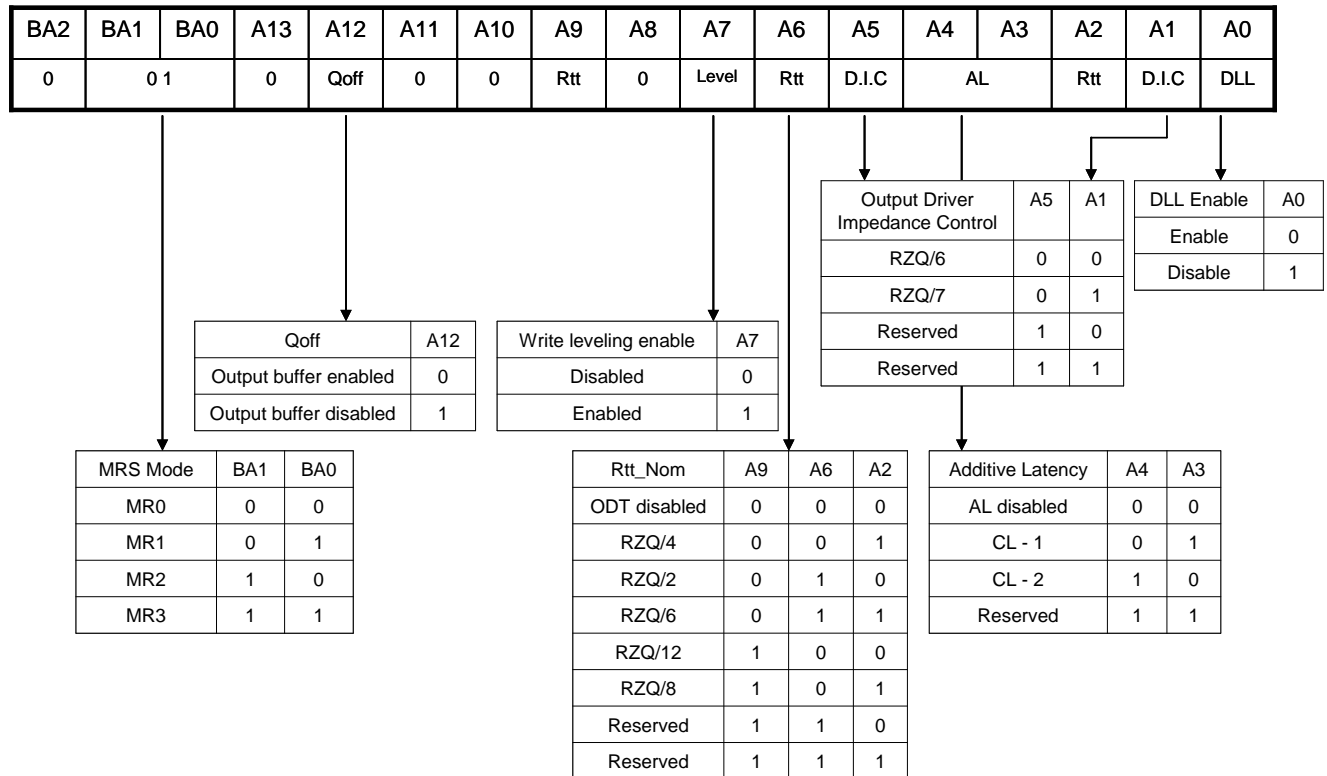 BA2 BA1 BA0 A13 A12 A11 A10 A9 A8 A7 A6 A5 A4 A3 A2 A1 A0
0 0 1 0 Qoff 0 0 Rtt 0 Level Rtt D.I.C AL Rtt D.I.C DLL
Output Driver Impedance Control A5 A1
RZQ/6 0 0
RZQ/7 0 1
Reserved 1 0
Reserved 1 1
DLL Enable A0
Enable 0
Disable 1
Qoff A12
Output buffer enabled 0
Output buffer disabled 1
Write leveling enable A7
Disabled 0
Enabled 1
MRS Mode BA1 BA0
MR0 0 0
MR1 0 1
MR2 1 0
MR3 1 1
Rtt_Nom A9 A6 A2
ODT disabled 0 0 0
RZQ/4 0 0 1
RZQ/2 0 1 0
RZQ/6 0 1 1
RZQ/12 1 0 0
RZQ/8 1 0 1
Reserved 1 1 0
Reserved 1 1 1
Additive Latency A4 A3
AL disabled 0 0
CL - 1 0 1
CL - 2 1 0
Reserved 1 1